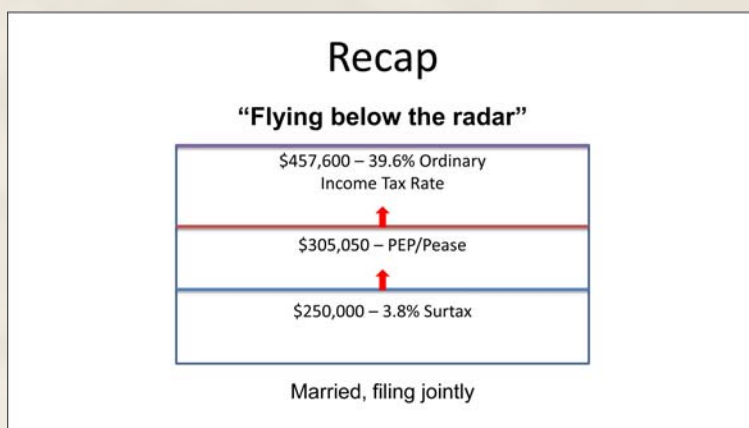 Recap
“Flying below the radar”
$457,600 – 39.6% Ordinary
Income Tax Rate
$305,050 – PEP/Pease
$250,000 – 3.8% Surtax
Married, filing jointly